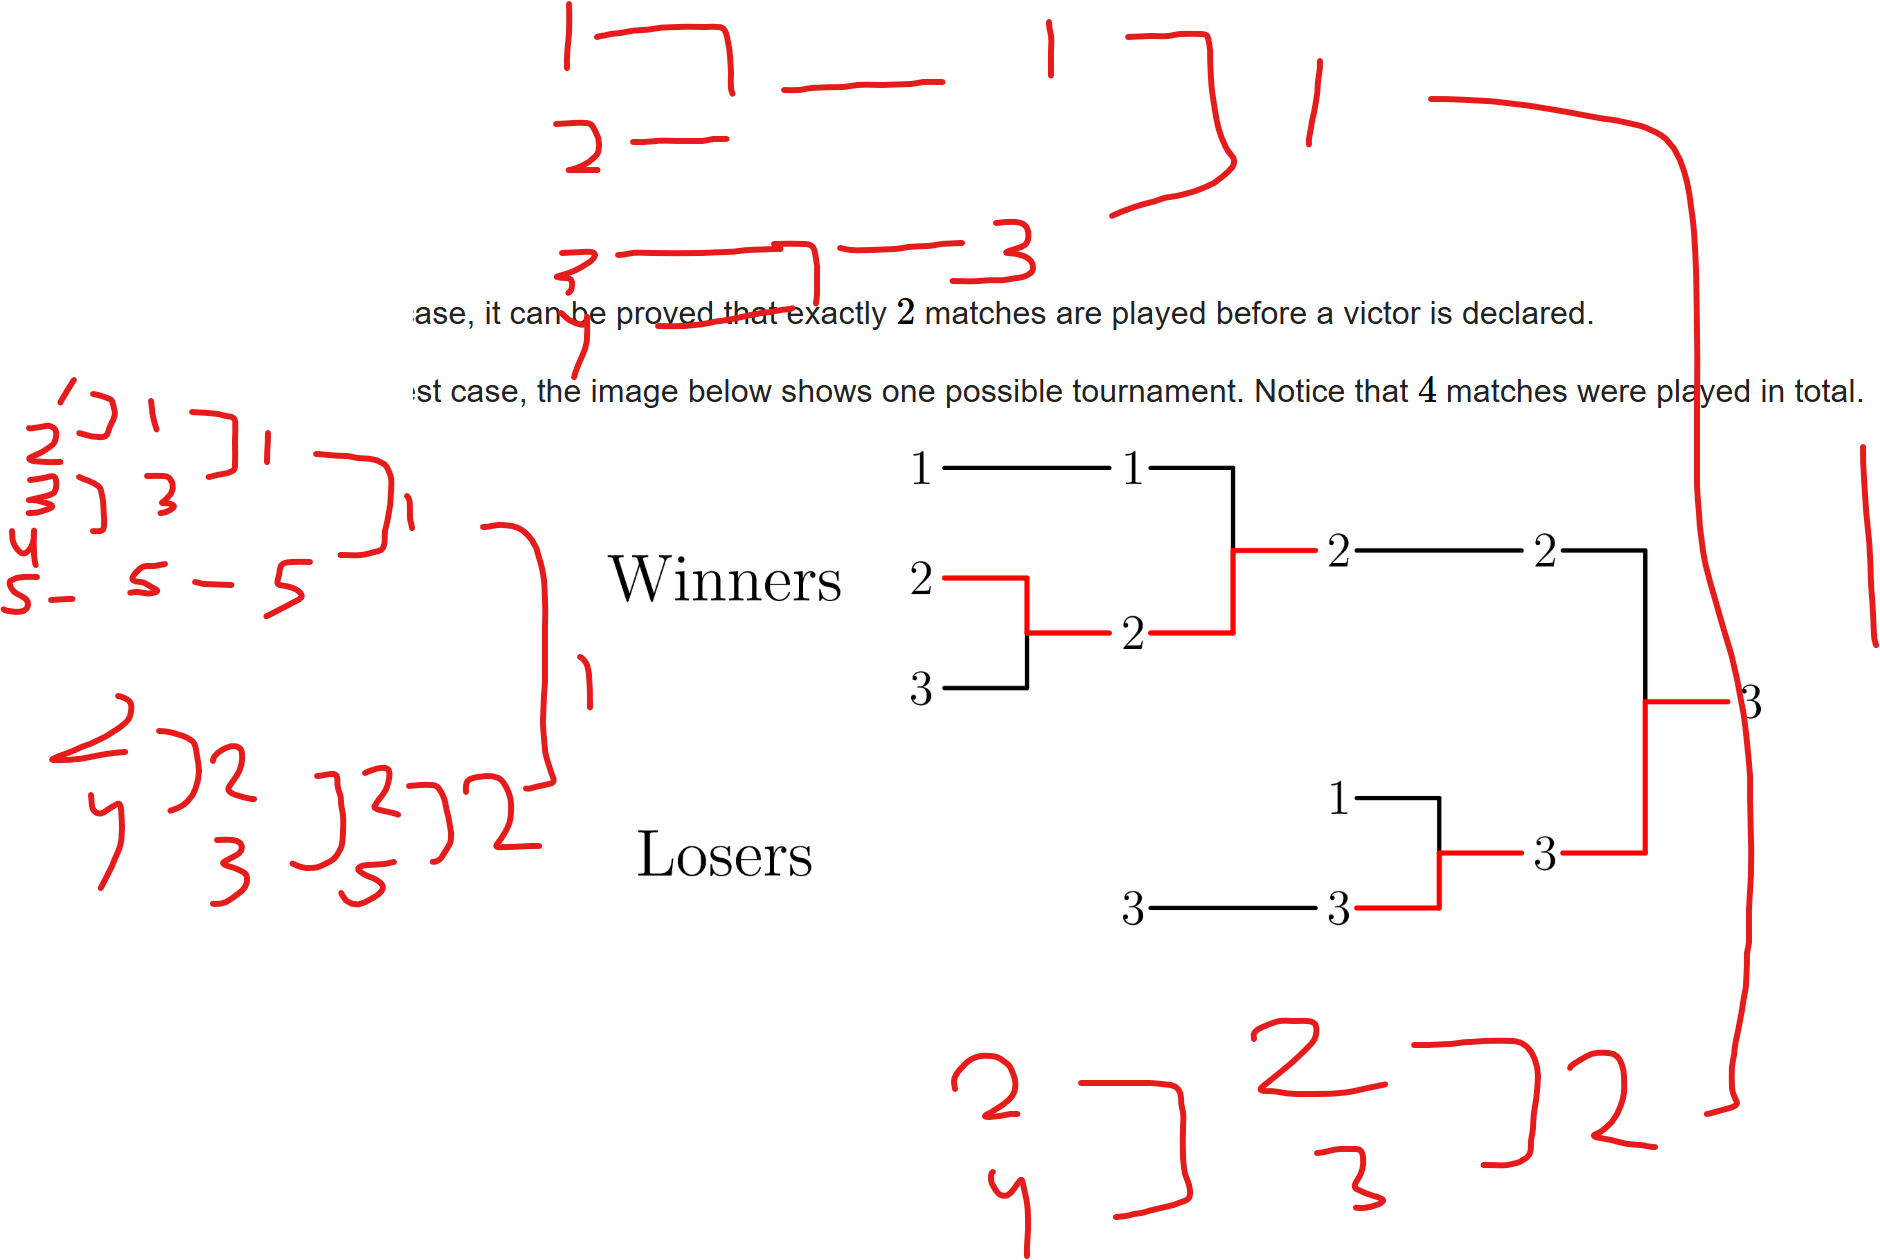 1 1 1
2
3 3
ase, it can be proved that exactly 2 matches are played before a victor is declared.
4
est case, the image below shows one possible tournament. Notice that 4 matches were played in total.
1 1 1
2
3 3
4
5 5 5
1
1
1
1 1
2 2
Winners
2
2
3
3
2 2 2 2
4
3
5
1
Losers
3
3 3
2 2 2
4 3